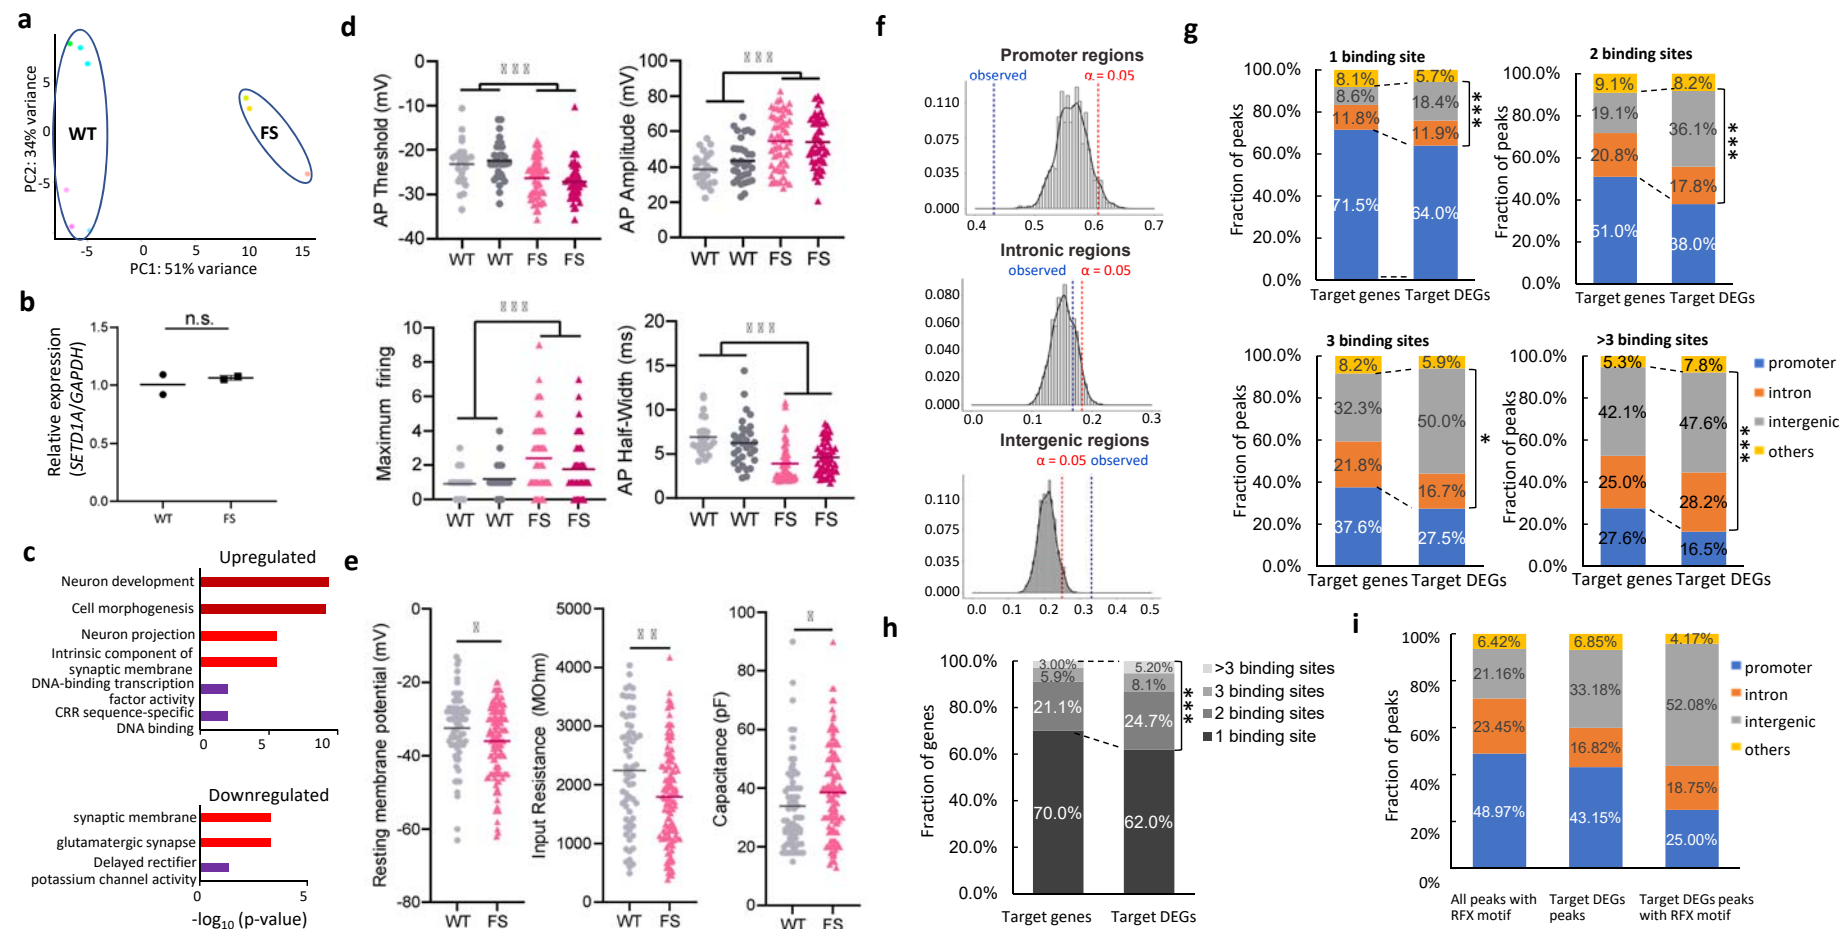 a
PC2: 34% variance
5
0
-5
WT
FS
-5
0
5
10
15
PC1: 51% variance
b
Relative expression
(SETD1A/GAPDH)
1.5
1.0
0.5
0.0
n.s.
WT
FS
c
Upregulated
Neuron development
Cell morphogenesis
Neuron projection
Intrinsic component of
synaptic membrane
DNA-binding transcription
factor activity
CRR sequence-specific
DNA binding
0
5
10
Downregulated
synaptic membrane
glutamatergic synapse
Delayed rectifier
potassium channel activity
0
5
-log10 (p-value)
d
AP Threshold (mV)
0
-10
-20
-30
-40
WT WT FS FS
AP Amplitude (mV)
100
80
60
40
20
0
WT WT FS FS
Maximum firing
10
8
6
4
2
0
WT WT FS FS
AP Half-Width (ms)
20
15
10
5
0
WT WT FS FS
e
Resting membrane potential (mV)
0
-20
-40
-60
-80
WT FS
Input Resistance (MOhm)
5000
4000
3000
2000
1000
0
WT FS
Capacitance (pF)
100
80
60
40
20
0
WT FS
f
Promoter regions
observed
α = 0.05
0.110
0.075
0.035
0.000
0.4 0.5 0.6 0.7
Intronic regions
observed α = 0.05
0.080
0.060
0.040
0.020
0.000
0.0 0.1 0.2 0.3
Intergenic regions
α = 0.05 observed
0.110
0.075
0.035
0.000
0.0 0.1 0.2 0.3 0.4 0.5
g
1 binding site
Fraction of peaks
100.0%
80.0%
60.0%
40.0%
20.0%
0.0%
8.1%
8.6%
11.8%
71.5%
5.7%
18.4%
11.9%
64.0%
***
Target genes Target DEGs
2 binding sites
Fraction of peaks
100.0%
80.0%
60.0%
40.0%
20.0%
0.0%
9.1%
19.1%
20.8%
51.0%
8.2%
36.1%
17.8%
38.0%
***
Target genes Target DEGs
3 binding sites
Fraction of peaks
100.0%
80.0%
60.0%
40.0%
20.0%
0.0%
8.2%
32.3%
21.8%
37.6%
5.9%
50.0%
16.7%
27.5%
*
Target genes Target DEGs
>3 binding sites
Fraction of peaks
100.0%
80.0%
60.0%
40.0%
20.0%
0.0%
5.3%
42.1%
25.0%
27.6%
7.8%
47.6%
28.2%
16.5%
***
Target genes Target DEGs
promoter
intron
intergenic
others
h
Fraction of genes
100.0%
80.0%
60.0%
40.0%
20.0%
0.0%
3.00%
5.9%
21.1%
70.0%
5.20%
8.1%
24.7%
62.0%
***
Target genes Target DEGs
>3 binding sites
3 binding sites
2 binding sites
1 binding site
i
Fraction of peaks
100%
80%
60%
40%
20%
0%
6.42%
21.16%
23.45%
48.97%
6.85%
33.18%
16.82%
43.15%
4.17%
52.08%
18.75%
25.00%
All peaks with
RFX motif
Target DEGs
peaks
Target DEGs peaks
with RFX motif
promoter
intron
intergenic
others